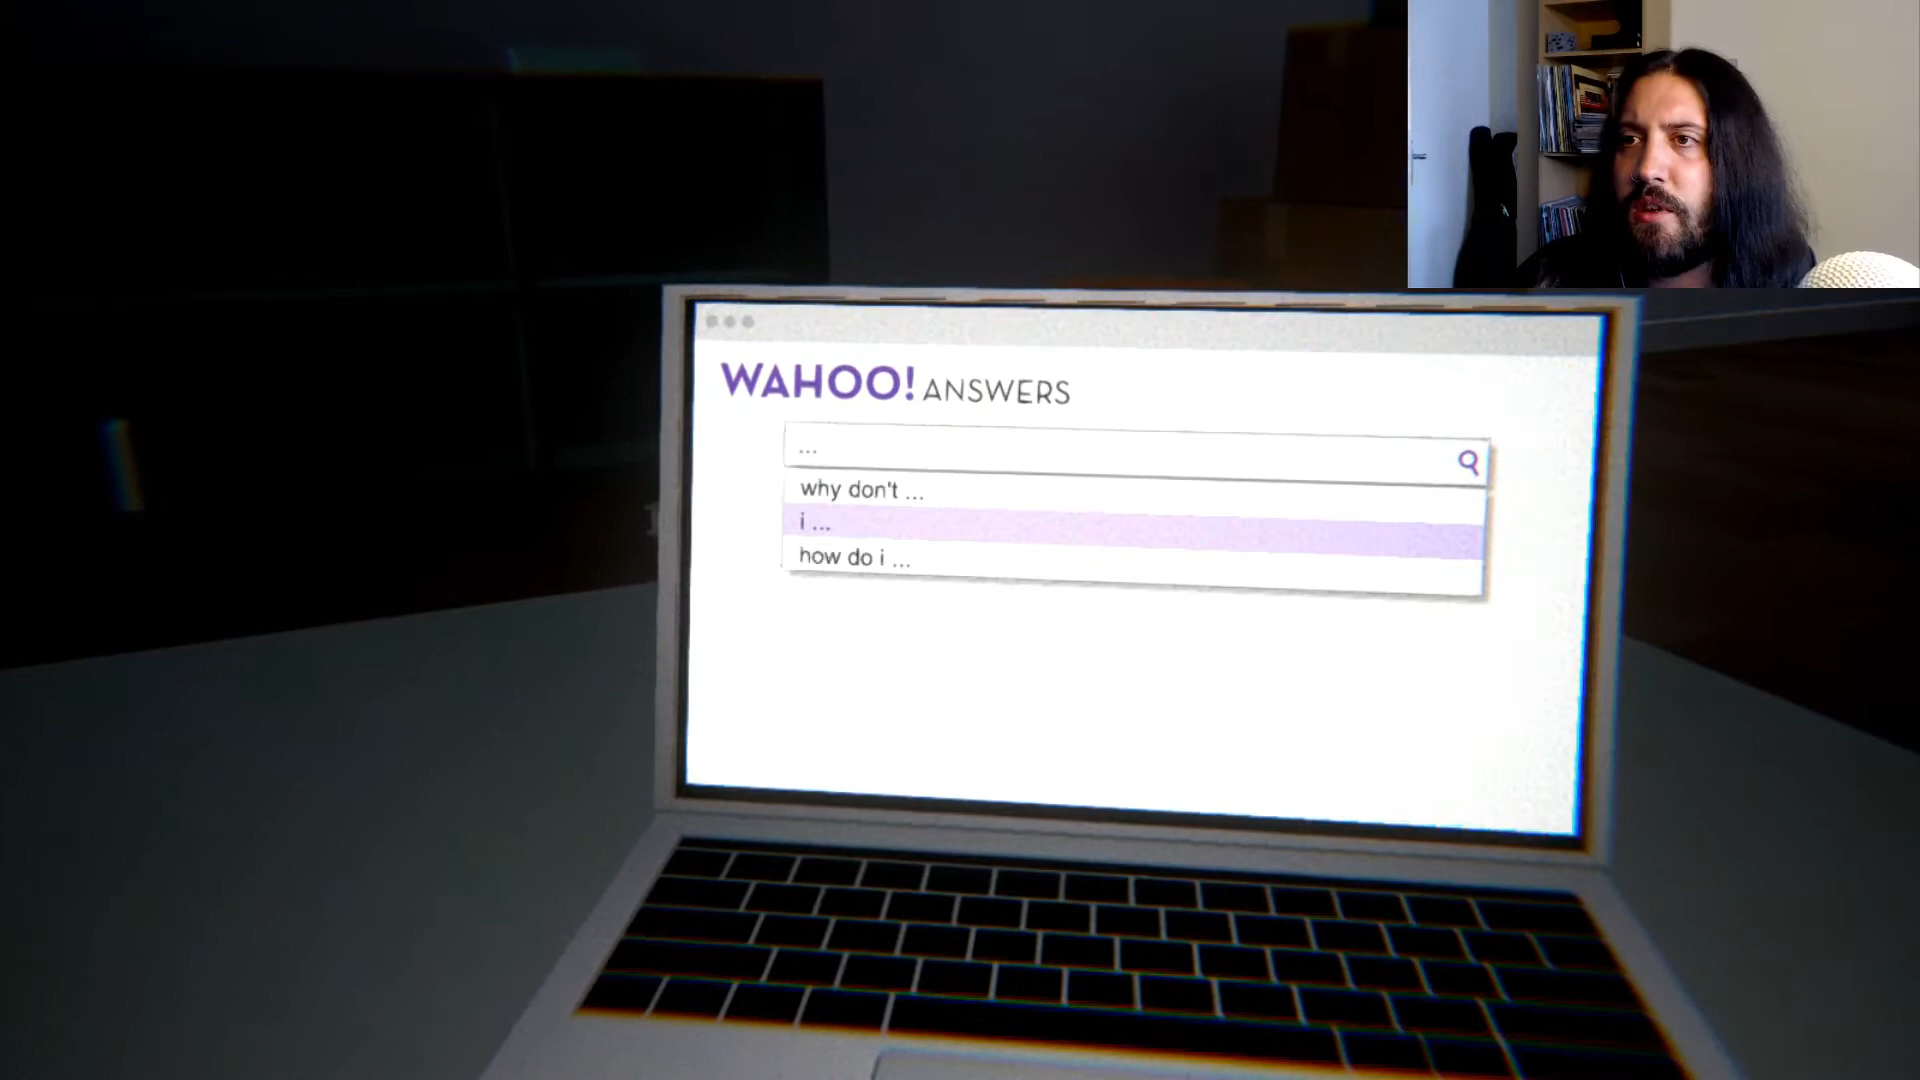 WAHOO! ANSWERS
...
why don't ...
i ...
how do i ...